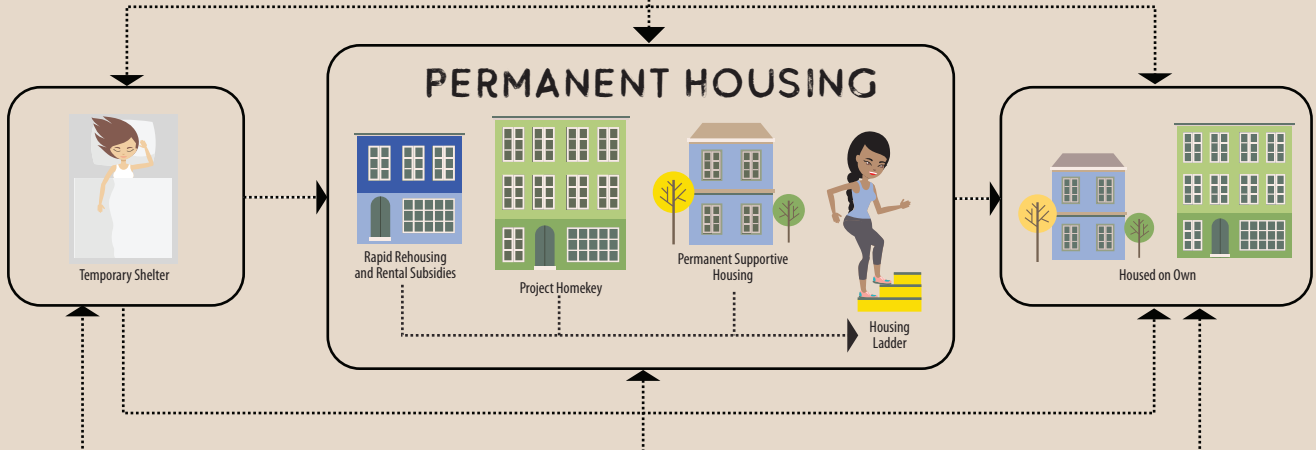 PERMANENT HOUSING
Temporary Shelter
Rapid Rehousing
and Rental Subsidies
Project Homekey
Permanent Supportive
Housing
Housing
Ladder
Housed on Own